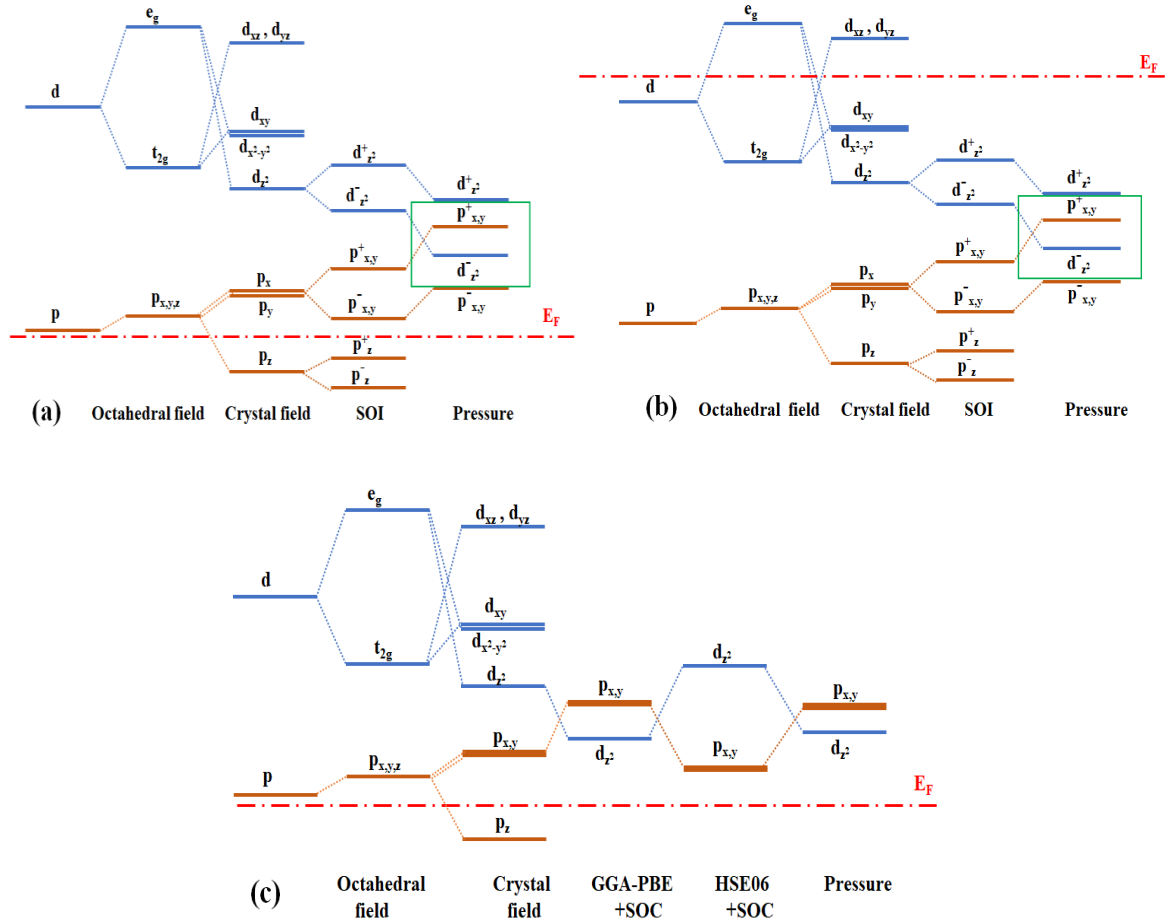 e_g
d_xz , d_yz
d
d_xy
d_x²-y²
t_2g
d_z²
d⁺_z²
d⁻_z²
d⁺_z²
p⁺_x,y
p⁺_x,y
d⁻_z²
p_x
p_y
p_x,y,z
p
p⁻_x,y
p⁻_x,y
E_F
p_z
p⁺_z
p⁻_z
(a) Octahedral field Crystal field SOI Pressure
e_g
d_xz , d_yz
E_F
d
d_xy
d_x²-y²
t_2g
d_z²
d⁺_z²
d⁻_z²
d⁺_z²
p⁺_x,y
p⁺_x,y
d⁻_z²
p_x
p_y
p_x,y,z
p
p⁻_x,y
p⁻_x,y
p_z
p⁺_z
p⁻_z
(b) Octahedral field Crystal field SOI Pressure
e_g
d_xz , d_yz
d
d_xy
d_x²-y²
t_2g
d_z²
d_z²
p_x,y
p_x,y
p_x,y
d_z²
p_x,y
d_z²
p_x,y,z
p
E_F
p_z
Octahedral Crystal GGA-PBE HSE06 Pressure
(c) field field +SOC +SOC